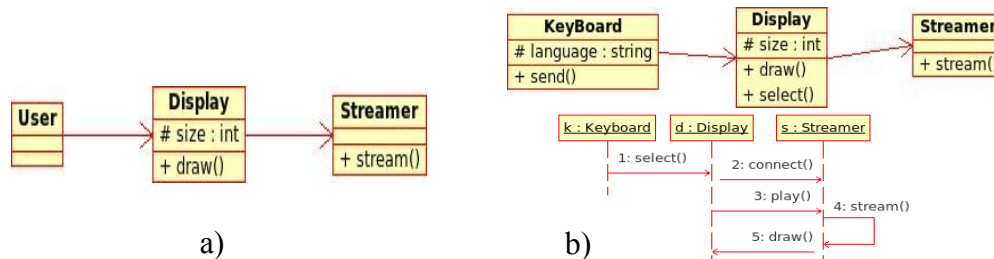 User
Display
# size : int
+ draw()
Streamer
+ stream()
a)
KeyBoard
# language : string
+ send()
Display
# size : int
+ draw()
+ select()
Streamer
+ stream()
k : Keyboard
d : Display
s : Streamer
1: select()
2: connect()
3: play()
4: stream()
5: draw()
b)